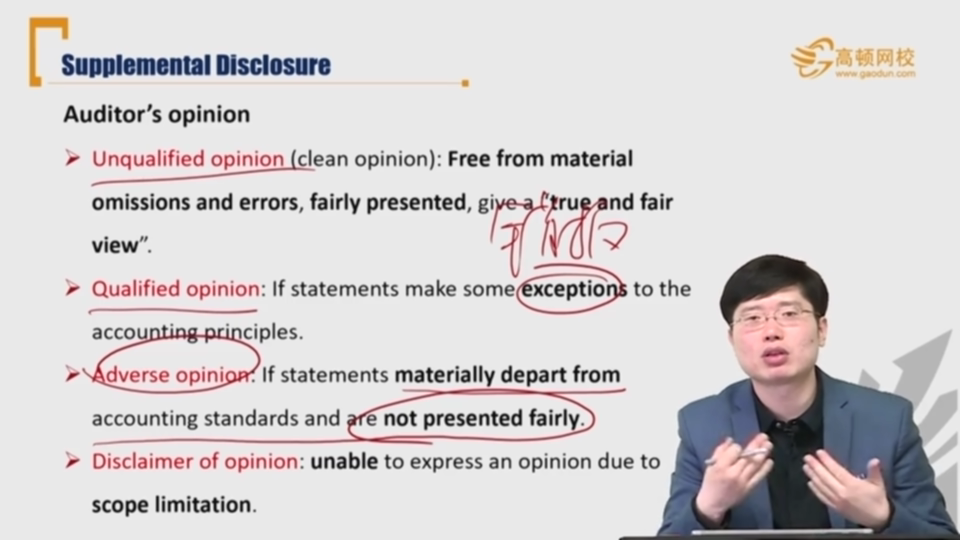 Supplemental Disclosure
高顿网校
www.gaodun.com
Auditor's opinion
➤ Unqualified opinion (clean opinion): Free from material
omissions and errors, fairly presented, give a "true and fair
view".
➤ Qualified opinion: If statements make some exceptions to the
accounting principles.
➤ Adverse opinion: If statements materially depart from
accounting standards and are not presented fairly.
➤ Disclaimer of opinion: unable to express an opinion due to
scope limitation.